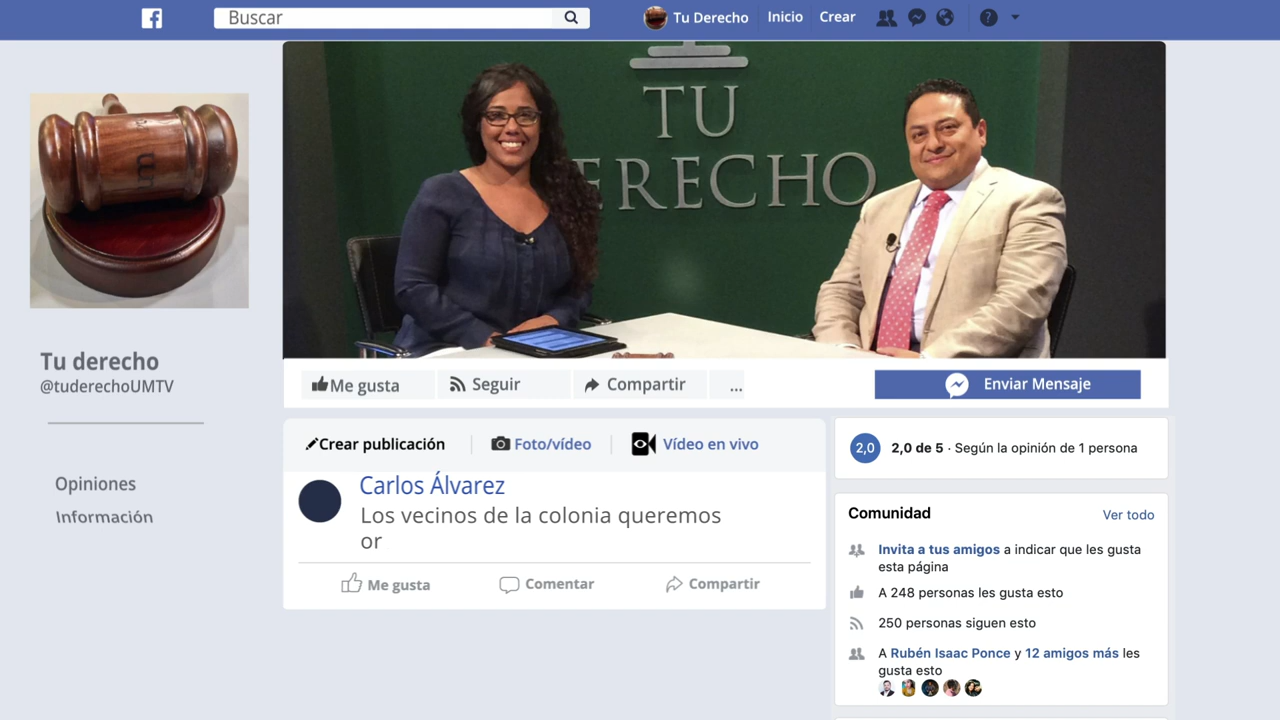 Buscar
Tu Derecho
Inicio
Crear
TU
ERECHO
Tu derecho
@tuderechoUMTV
Opiniones
Información
Me gusta
Seguir
Compartir
...
Enviar Mensaje
Crear publicación
Foto/vídeo
Vídeo en vivo
Carlos Álvarez
Los vecinos de la colonia queremos
or
Me gusta
Comentar
Compartir
2,0
2,0 de 5 · Según la opinión de 1 persona
Comunidad
Ver todo
Invita a tus amigos a indicar que les gusta
esta página
A 248 personas les gusta esto
250 personas siguen esto
A Rubén Isaac Ponce y 12 amigos más les
gusta esto